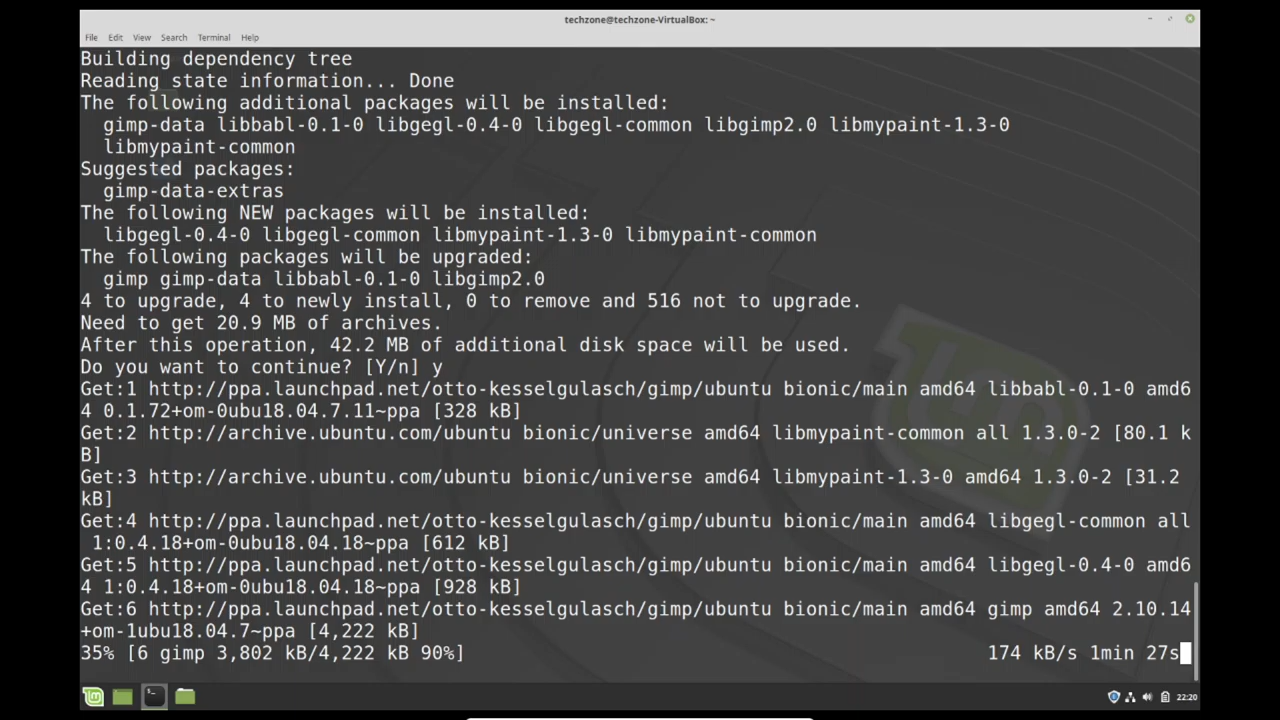 techzone@techzone-VirtualBox: ~
File Edit View Search Terminal Help
Building dependency tree
Reading state information... Done
The following additional packages will be installed:
  gimp-data libbabl-0.1-0 libgegl-0.4-0 libgegl-common libgimp2.0 libmypaint-1.3-0
  libmypaint-common
Suggested packages:
  gimp-data-extras
The following NEW packages will be installed:
  libgegl-0.4-0 libgegl-common libmypaint-1.3-0 libmypaint-common
The following packages will be upgraded:
  gimp gimp-data libbabl-0.1-0 libgimp2.0
4 to upgrade, 4 to newly install, 0 to remove and 516 not to upgrade.
Need to get 20.9 MB of archives.
After this operation, 42.2 MB of additional disk space will be used.
Do you want to continue? [Y/n] y
Get:1 http://ppa.launchpad.net/otto-kesselgulasch/gimp/ubuntu bionic/main amd64 libbabl-0.1-0 amd6
4 0.1.72+om-0ubu18.04.7.11~ppa [328 kB]
Get:2 http://archive.ubuntu.com/ubuntu bionic/universe amd64 libmypaint-common all 1.3.0-2 [80.1 k
B]
Get:3 http://archive.ubuntu.com/ubuntu bionic/universe amd64 libmypaint-1.3-0 amd64 1.3.0-2 [31.2
kB]
Get:4 http://ppa.launchpad.net/otto-kesselgulasch/gimp/ubuntu bionic/main amd64 libgegl-common all
 1:0.4.18+om-0ubu18.04.18~ppa [612 kB]
Get:5 http://ppa.launchpad.net/otto-kesselgulasch/gimp/ubuntu bionic/main amd64 libgegl-0.4-0 amd6
4 1:0.4.18+om-0ubu18.04.18~ppa [928 kB]
Get:6 http://ppa.launchpad.net/otto-kesselgulasch/gimp/ubuntu bionic/main amd64 gimp amd64 2.10.14
+om-1ubu18.04.7~ppa [4,222 kB]
35% [6 gimp 3,802 kB/4,222 kB 90%] 174 kB/s 1min 27s
22:20